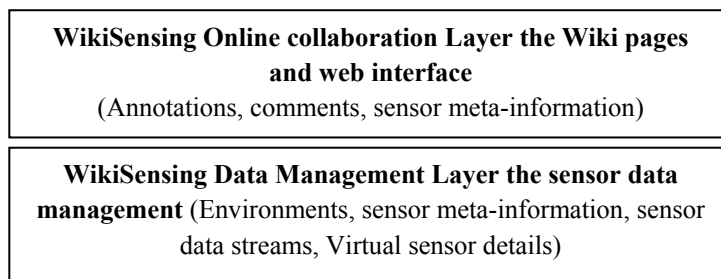 WikiSensing Online collaboration Layer the Wiki pages
and web interface
(Annotations, comments, sensor meta-information)
WikiSensing Data Management Layer the sensor data
management (Environments, sensor meta-information, sensor
data streams, Virtual sensor details)